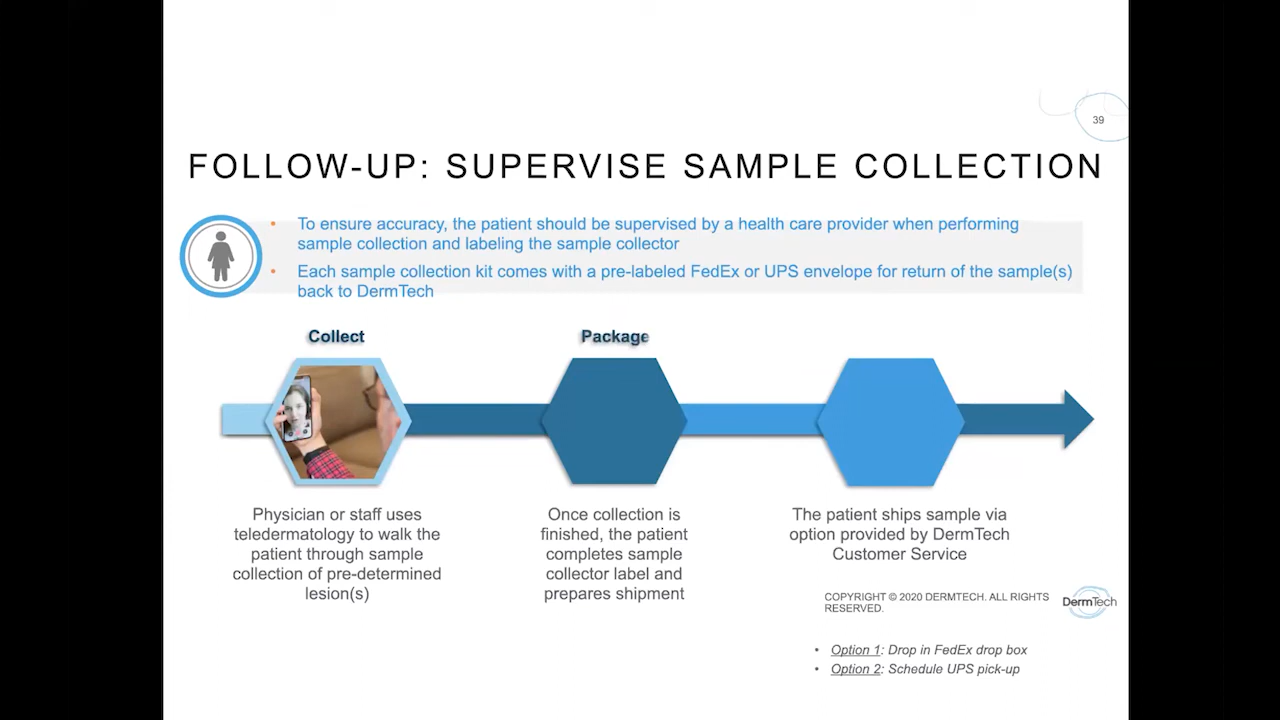 39
FOLLOW-UP: SUPERVISE SAMPLE COLLECTION
• To ensure accuracy, the patient should be supervised by a health care provider when performing
sample collection and labeling the sample collector
• Each sample collection kit comes with a pre-labeled FedEx or UPS envelope for return of the sample(s)
back to DermTech
Collect
Package
Physician or staff uses
teledermatology to walk the
patient through sample
collection of pre-determined
lesion(s)
Once collection is
finished, the patient
completes sample
collector label and
prepares shipment
The patient ships sample via
option provided by DermTech
Customer Service
COPYRIGHT © 2020 DERMTECH. ALL RIGHTS
RESERVED.
DermTech
• Option 1: Drop in FedEx drop box
• Option 2: Schedule UPS pick-up